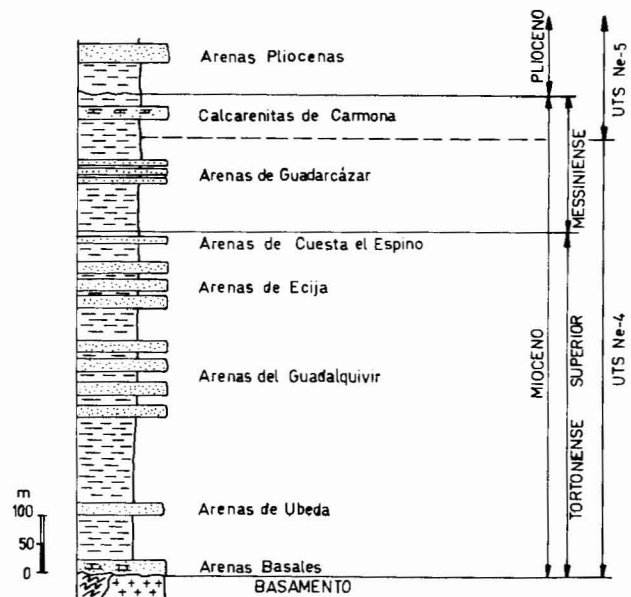 Arenas Pliocenas
Calcarenitas de Carmona
Arenas de Guadarcázar
Arenas de Cuesta el Espino
Arenas de Ecija
Arenas del Guadalquivir
Arenas de Ubeda
Arenas Basales
BASAMENTO
m
100
50
0
PLIOCENO
MIOCENO
MESSINIENSE
TORTONIENSE SUPERIOR
UTS Ne-5
UTS Ne-4